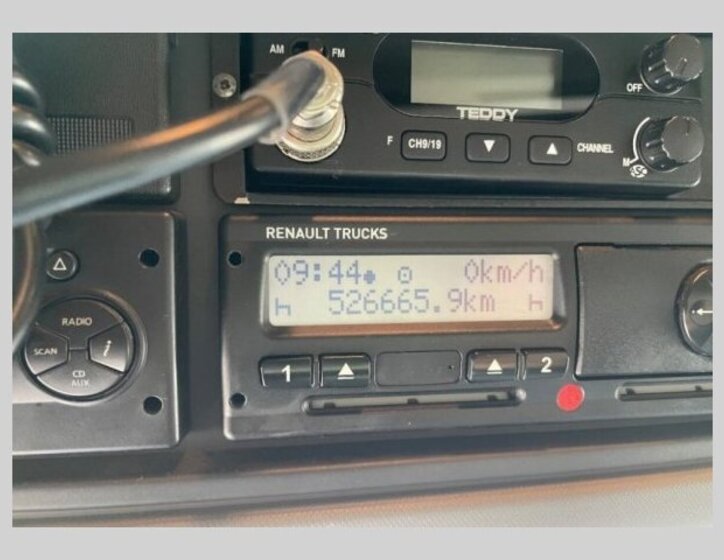 AM FM
OFF
TEDDY
F CH9/19 ▼ ▲ CHANNEL
M
ASC
RENAULT TRUCKS
09:44 0km/h
526665.9km
1 2
RADIO
SCAN i
CD
AUX